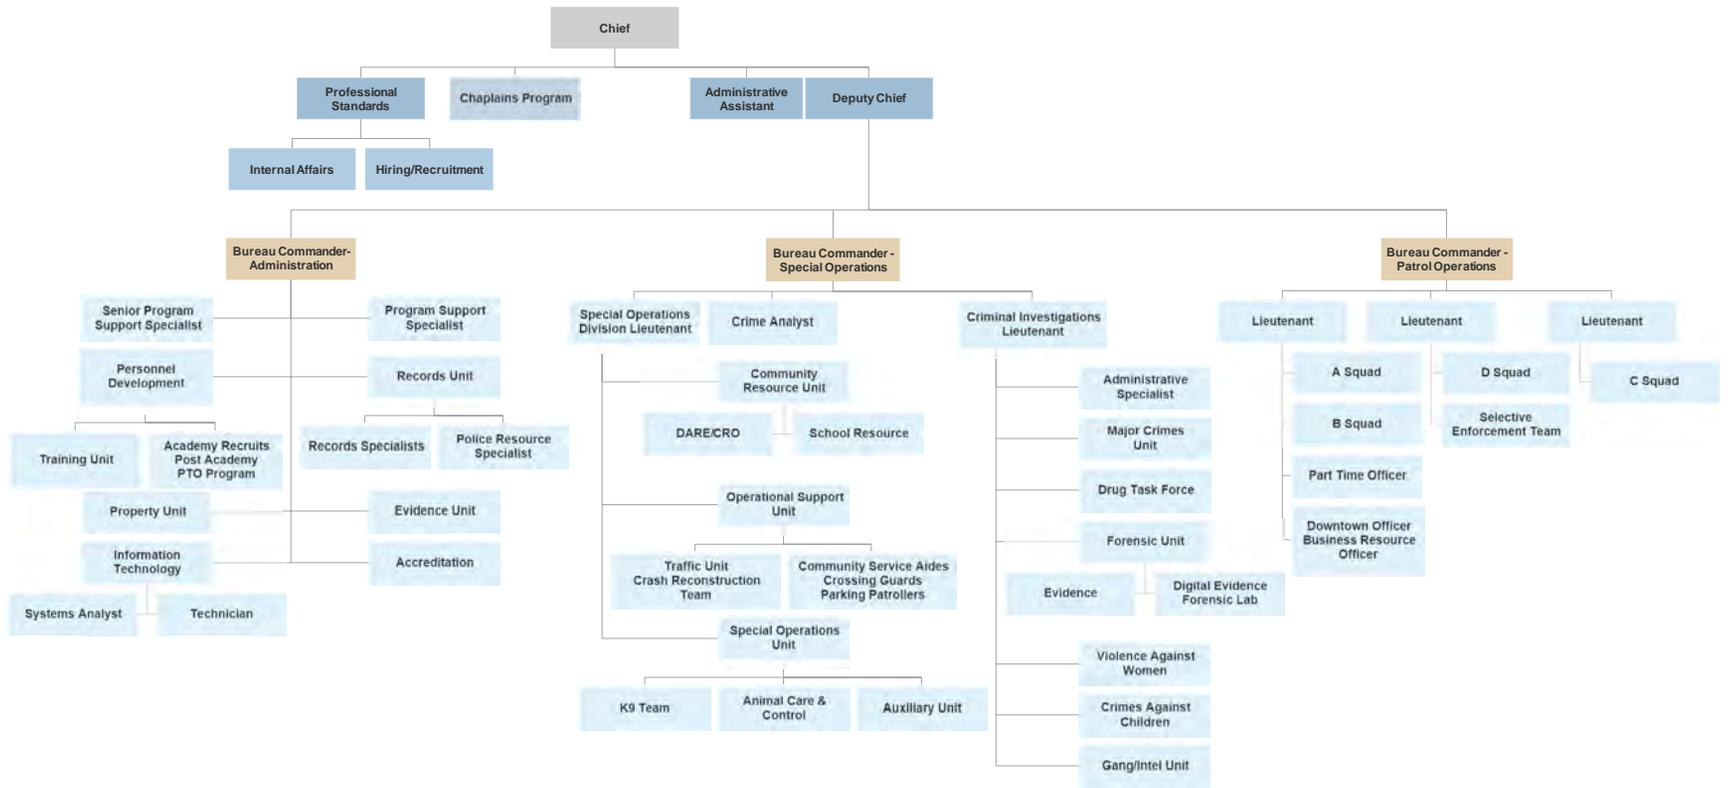 Chief
Professional
Standards
Chaplains Program
Administrative
Assistant
Deputy Chief
Internal Affairs
Hiring/Recruitment
Bureau Commander-
Administration
Bureau Commander -
Special Operations
Bureau Commander -
Patrol Operations
Senior Program
Support Specialist
Program Support
Specialist
Personnel
Development
Records Unit
Training Unit
Academy Recruits
Post Academy
PTO Program
Records Specialists
Police Resource
Specialist
Property Unit
Evidence Unit
Information
Technology
Accreditation
Systems Analyst
Technician
Special Operations
Division Lieutenant
Crime Analyst
Criminal Investigations
Lieutenant
Community
Resource Unit
DARE/CRO
School Resource
Operational Support
Unit
Traffic Unit
Crash Reconstruction
Team
Community Service Aides
Crossing Guards
Parking Patrollers
Special Operations
Unit
K9 Team
Animal Care &
Control
Auxiliary Unit
Administrative
Specialist
Major Crimes
Unit
Drug Task Force
Forensic Unit
Evidence
Digital Evidence
Forensic Lab
Violence Against
Women
Crimes Against
Children
Gang/Intel Unit
Lieutenant
Lieutenant
Lieutenant
A Squad
B Squad
Part Time Officer
Downtown Officer
Business Resource
Officer
D Squad
Selective
Enforcement Team
C Squad